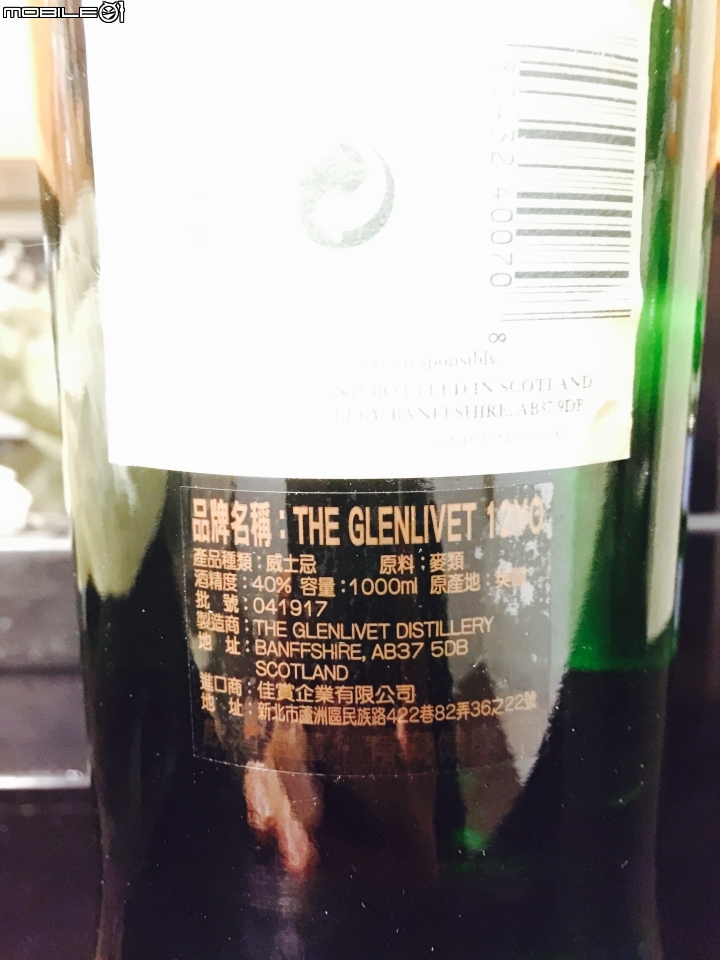 MOBILE01
40070
8
responsibly.
IN SCOTLAND
BANFFSHIRE, AB37 9DB
品牌名稱：THE GLENLIVET
產品種類：威士忌 原料：麥類
酒精度：40% 容量：1000ml 原產地：英國
批 號：041917
製造商：THE GLENLIVET DISTILLERY
地 址：BANFFSHIRE, AB37 5DB
SCOTLAND
進口商：佳賞企業有限公司
地 址：新北市蘆洲區民族路422巷82弄36之22號